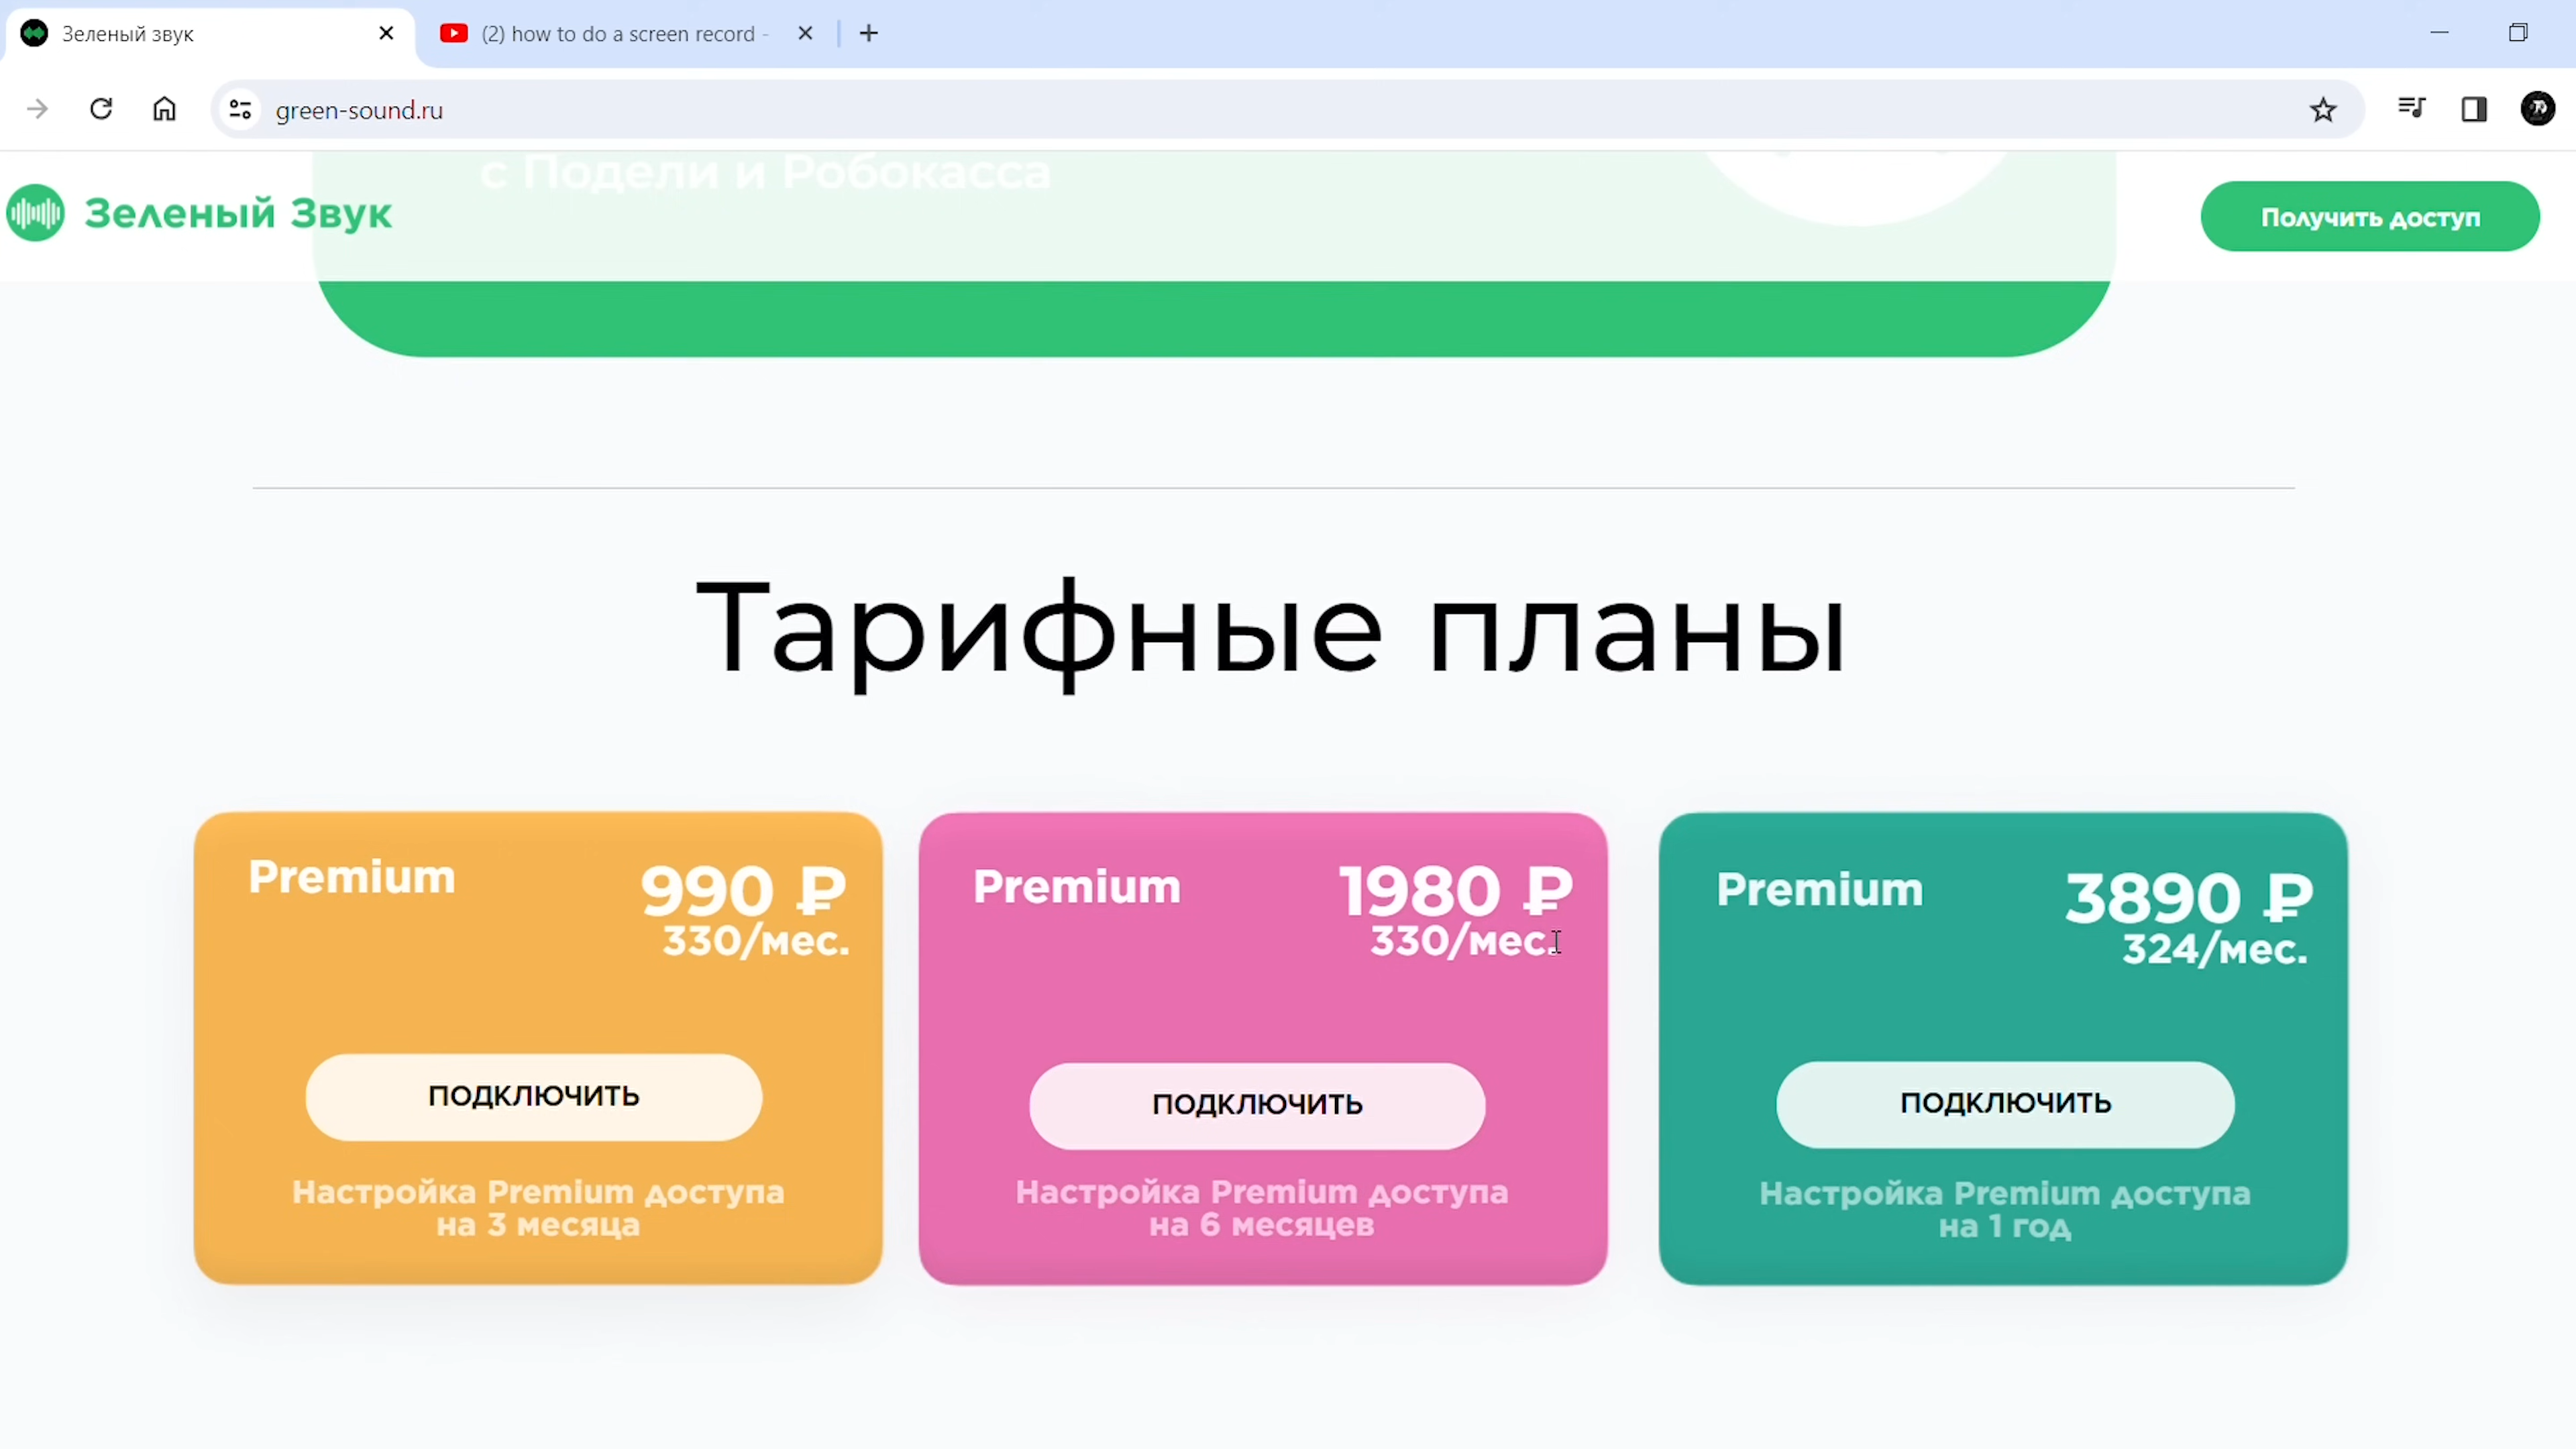 Зеленый звук
(2) how to do a screen record -
green-sound.ru
с Подели и Робокасса
Зеленый Звук
Получить доступ
Тарифные планы
Premium
990 ₽
330/мес.
ПОДКЛЮЧИТЬ
Настройка Premium доступа
на 3 месяца
Premium
1980 ₽
330/мес.
ПОДКЛЮЧИТЬ
Настройка Premium доступа
на 6 месяцев
Premium
3890 ₽
324/мес.
ПОДКЛЮЧИТЬ
Настройка Premium доступа
на 1 год